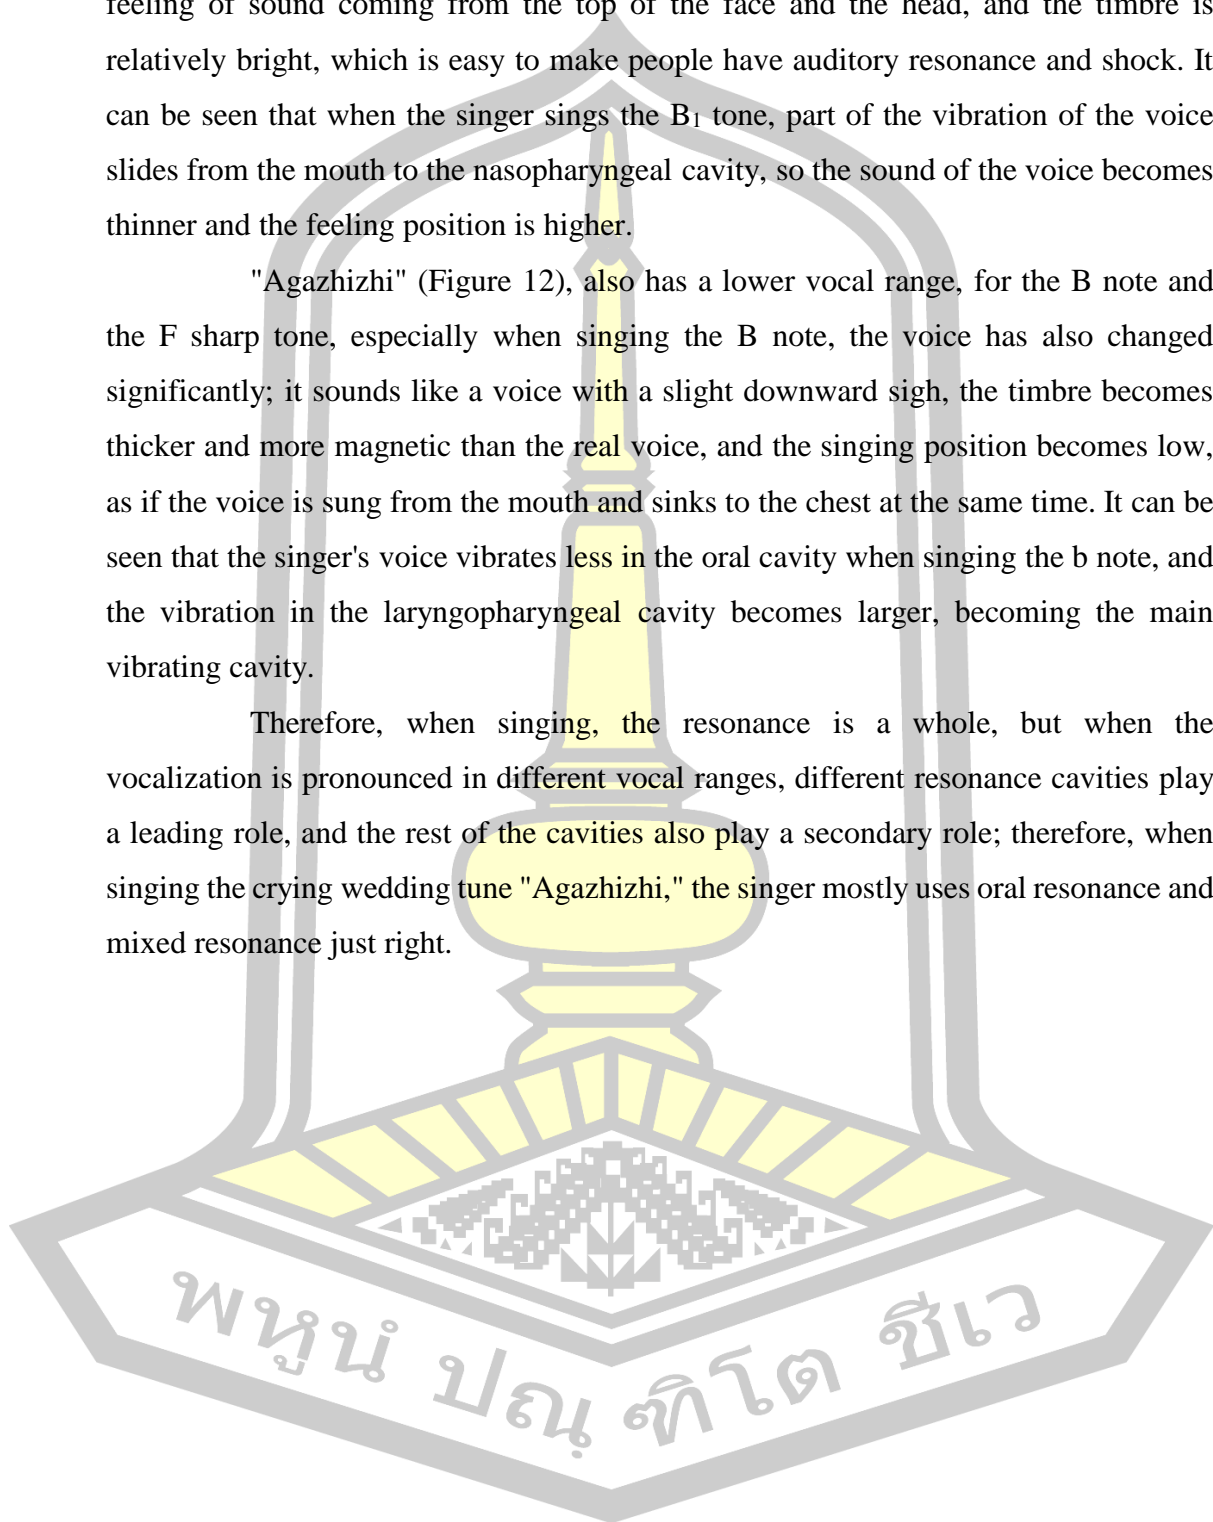 feeling of sound coming from the top of the face and the head, and the timbre is
relatively bright, which is easy to make people have auditory resonance and shock. It
can be seen that when the singer sings the B₁ tone, part of the vibration of the voice
slides from the mouth to the nasopharyngeal cavity, so the sound of the voice becomes
thinner and the feeling position is higher.
"Agazhizhi" (Figure 12), also has a lower vocal range, for the B note and
the F sharp tone, especially when singing the B note, the voice has also changed
significantly; it sounds like a voice with a slight downward sigh, the timbre becomes
thicker and more magnetic than the real voice, and the singing position becomes low,
as if the voice is sung from the mouth and sinks to the chest at the same time. It can be
seen that the singer's voice vibrates less in the oral cavity when singing the b note, and
the vibration in the laryngopharyngeal cavity becomes larger, becoming the main
vibrating cavity.
Therefore, when singing, the resonance is a whole, but when the
vocalization is pronounced in different vocal ranges, different resonance cavities play
a leading role, and the rest of the cavities also play a secondary role; therefore, when
singing the crying wedding tune "Agazhizhi," the singer mostly uses oral resonance and
mixed resonance just right.
พหูนํ ปณฺฑิโต ชีเว